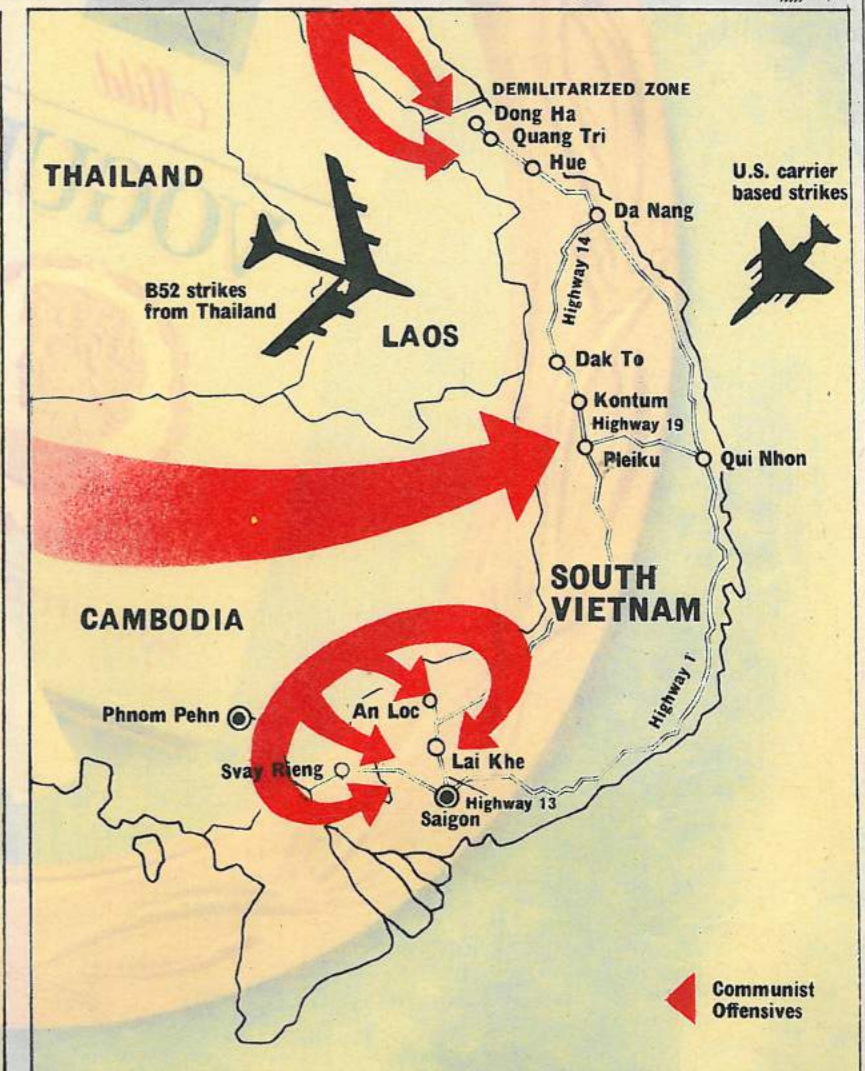 DEMILITARIZED ZONE
Dong Ha
Quang Tri
Hue
THAILAND
U.S. carrier
based strikes
Da Nang
Highway 14
B52 strikes
from Thailand
LAOS
Dak To
Kontum
Highway 19
Pleiku
Qui Nhon
SOUTH
VIETNAM
CAMBODIA
Highway 1
Phnom Pehn
An Loc
Lai Khe
Svay Rieng
Highway 13
Saigon
Communist
Offensives